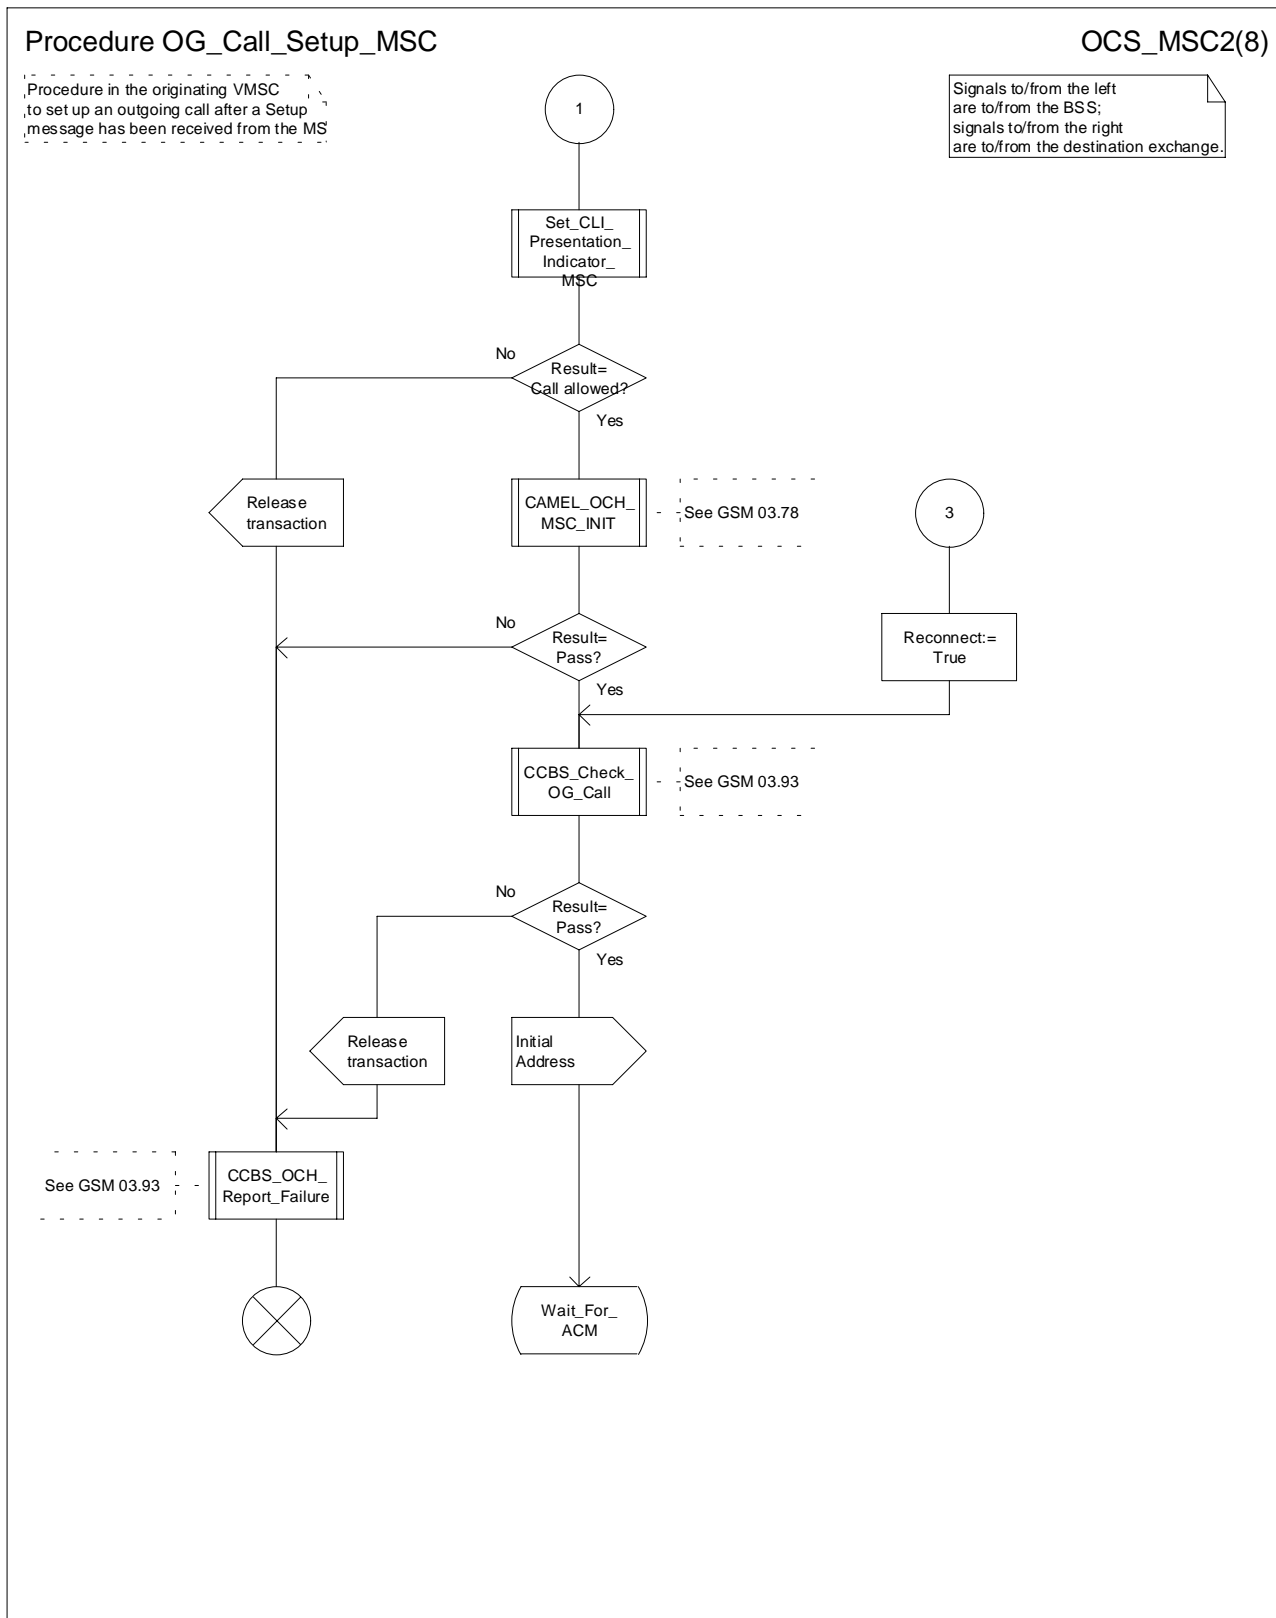 Procedure OG_Call_Setup_MSC
OCS_MSC2(8)
Procedure in the originating VMSC
to set up an outgoing call after a Setup
message has been received from the MS
1
Signals to/from the left
are to/from the BSS;
signals to/from the right
are to/from the destination exchange.
Set_CLI_
Presentation_
Indicator_
MSC
No
Result=
Call allowed?
Yes
Release
transaction
CAMEL_OCH_
MSC_INIT
See GSM 03.78
3
No
Result=
Pass?
Yes
Reconnect:=
True
CCBS_Check_
OG_Call
See GSM 03.93
No
Result=
Pass?
Yes
Release
transaction
Initial
Address
See GSM 03.93
CCBS_OCH_
Report_Failure
Wait_For_
ACM